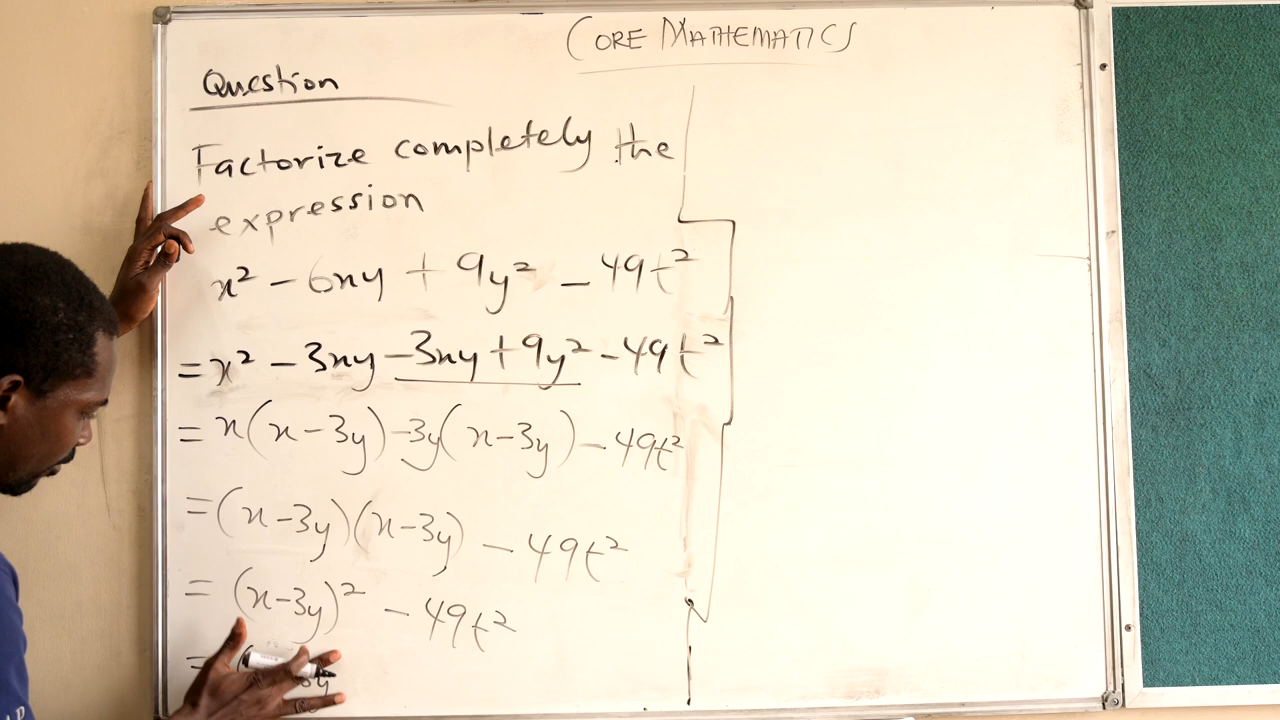 CORE MATHEMATICS
Question
Factorize completely the
expression
x² - 6xy + 9y² - 49t²
= x² - 3xy - 3xy + 9y² - 49t²
= x(x-3y) -3y(x-3y) - 49t²
= (x-3y)(x-3y) - 49t²
= (x-3y)² - 49t²
=